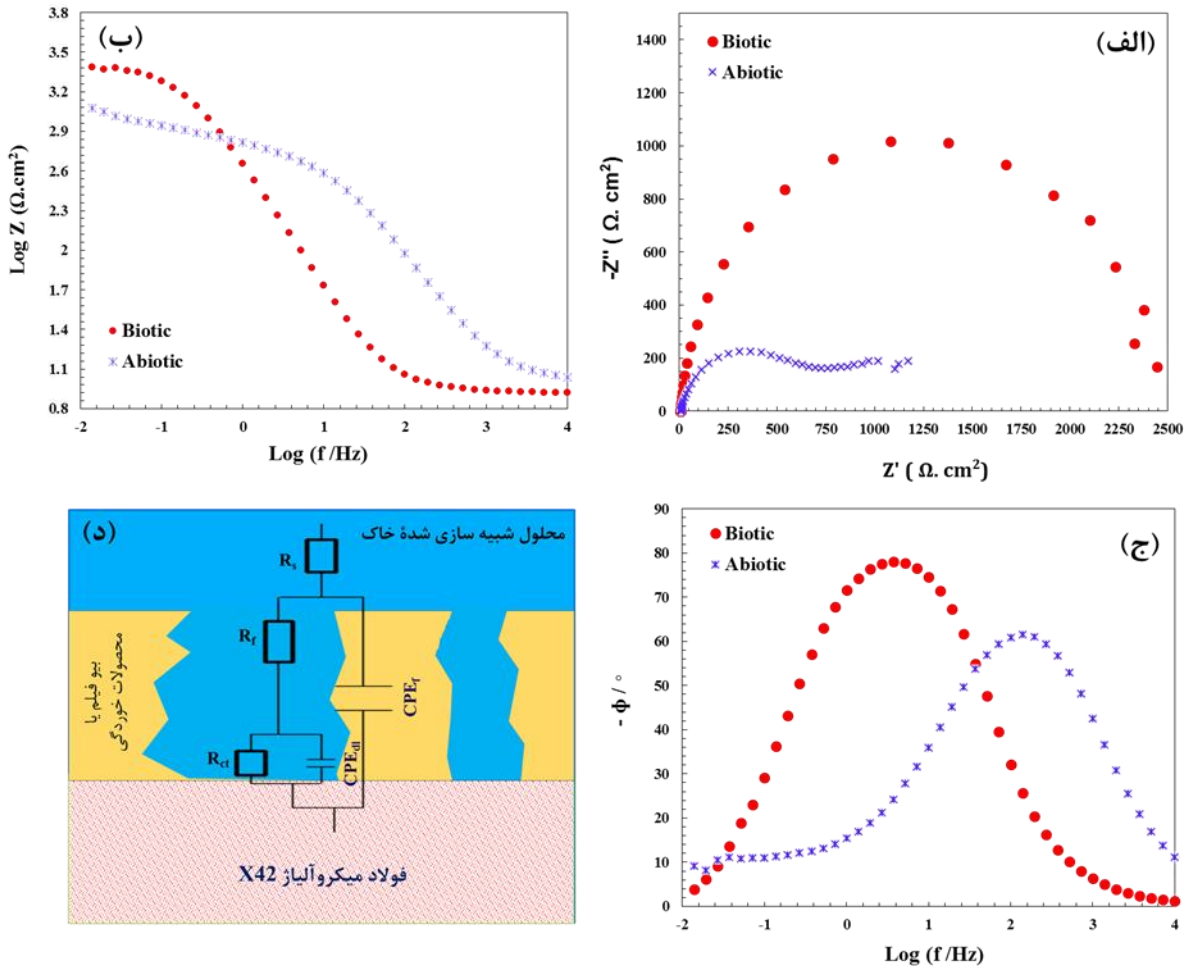 (الف)
Biotic
Abiotic
1400
1200
1000
800
600
400
200
0
-Z'' ( Ω. cm2)
0 250 500 750 1000 1250 1500 1750 2000 2250 2500
Z' ( Ω. cm2)
(ب)
3.8
3.5
3.2
2.9
2.6
2.3
2
1.7
1.4
1.1
0.8
Log Z (Ω.cm2)
Biotic
Abiotic
-2 -1 0 1 2 3 4
Log (f /Hz)
(ج)
Biotic
Abiotic
90
80
70
60
50
40
30
20
10
0
- ϕ / °
-2 -1 0 1 2 3 4
Log (f /Hz)
(د)
محلول شبیه سازی شدۀ خاک
Rs
Rf
CPEf
Rct
CPEdl
بیو فیلم یا
محصولات خوردگی
فولاد میکروآلیاژ X42